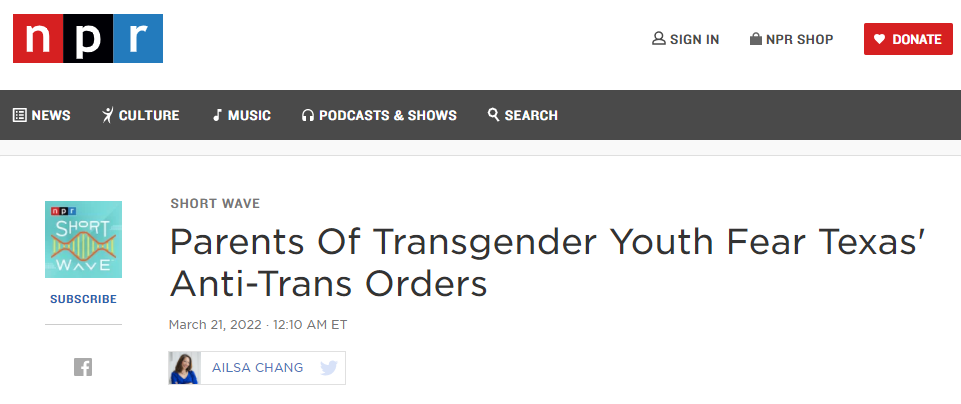 npr
SIGN IN
NPR SHOP
DONATE
NEWS
CULTURE
MUSIC
PODCASTS & SHOWS
SEARCH
npr
SHORT
WAVE
SUBSCRIBE
SHORT WAVE
Parents Of Transgender Youth Fear Texas'
Anti-Trans Orders
March 21, 2022 · 12:10 AM ET
AILSA CHANG